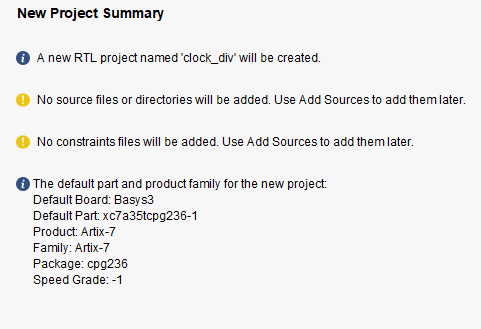 New Project Summary
A new RTL project named 'clock_div' will be created.
No source files or directories will be added. Use Add Sources to add them later.
No constraints files will be added. Use Add Sources to add them later.
The default part and product family for the new project:
Default Board: Basys3
Default Part: xc7a35tcpg236-1
Product: Artix-7
Family: Artix-7
Package: cpg236
Speed Grade: -1